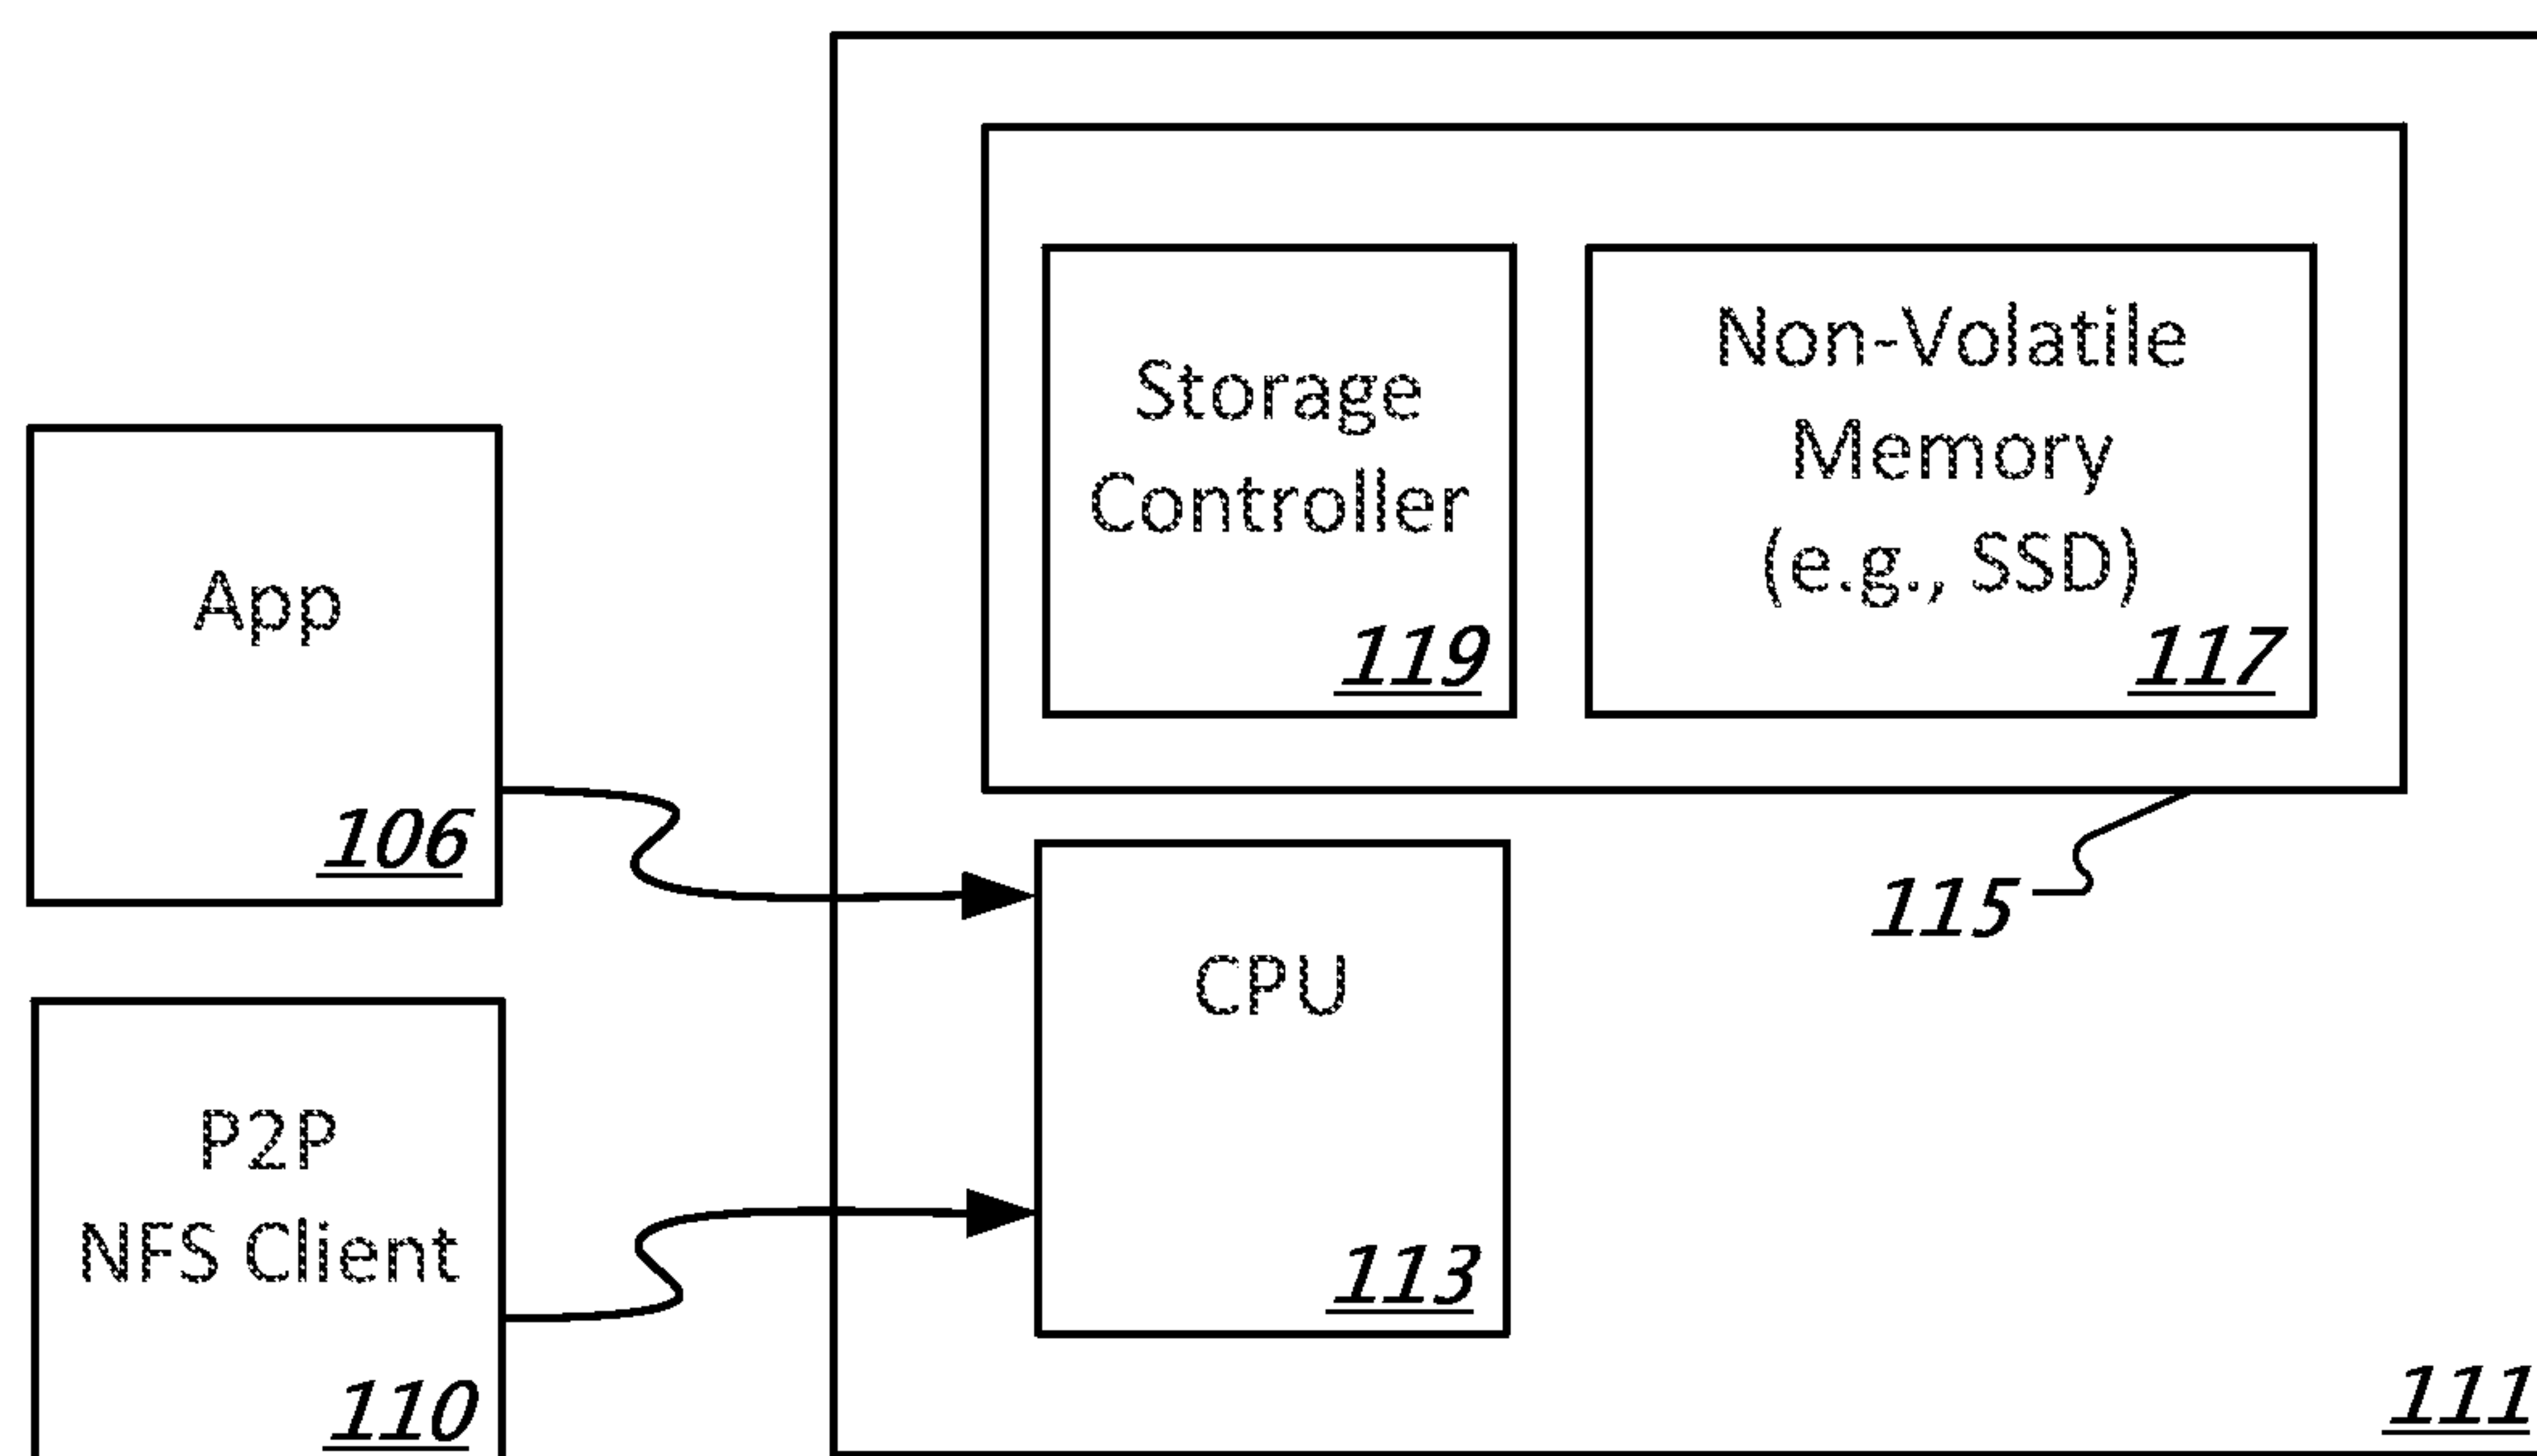 Storage
Controller
119
Non-Volatile
Memory
(e.g., SSD)
117
115
App
106
CPU
113
P2P
NFS Client
110
111